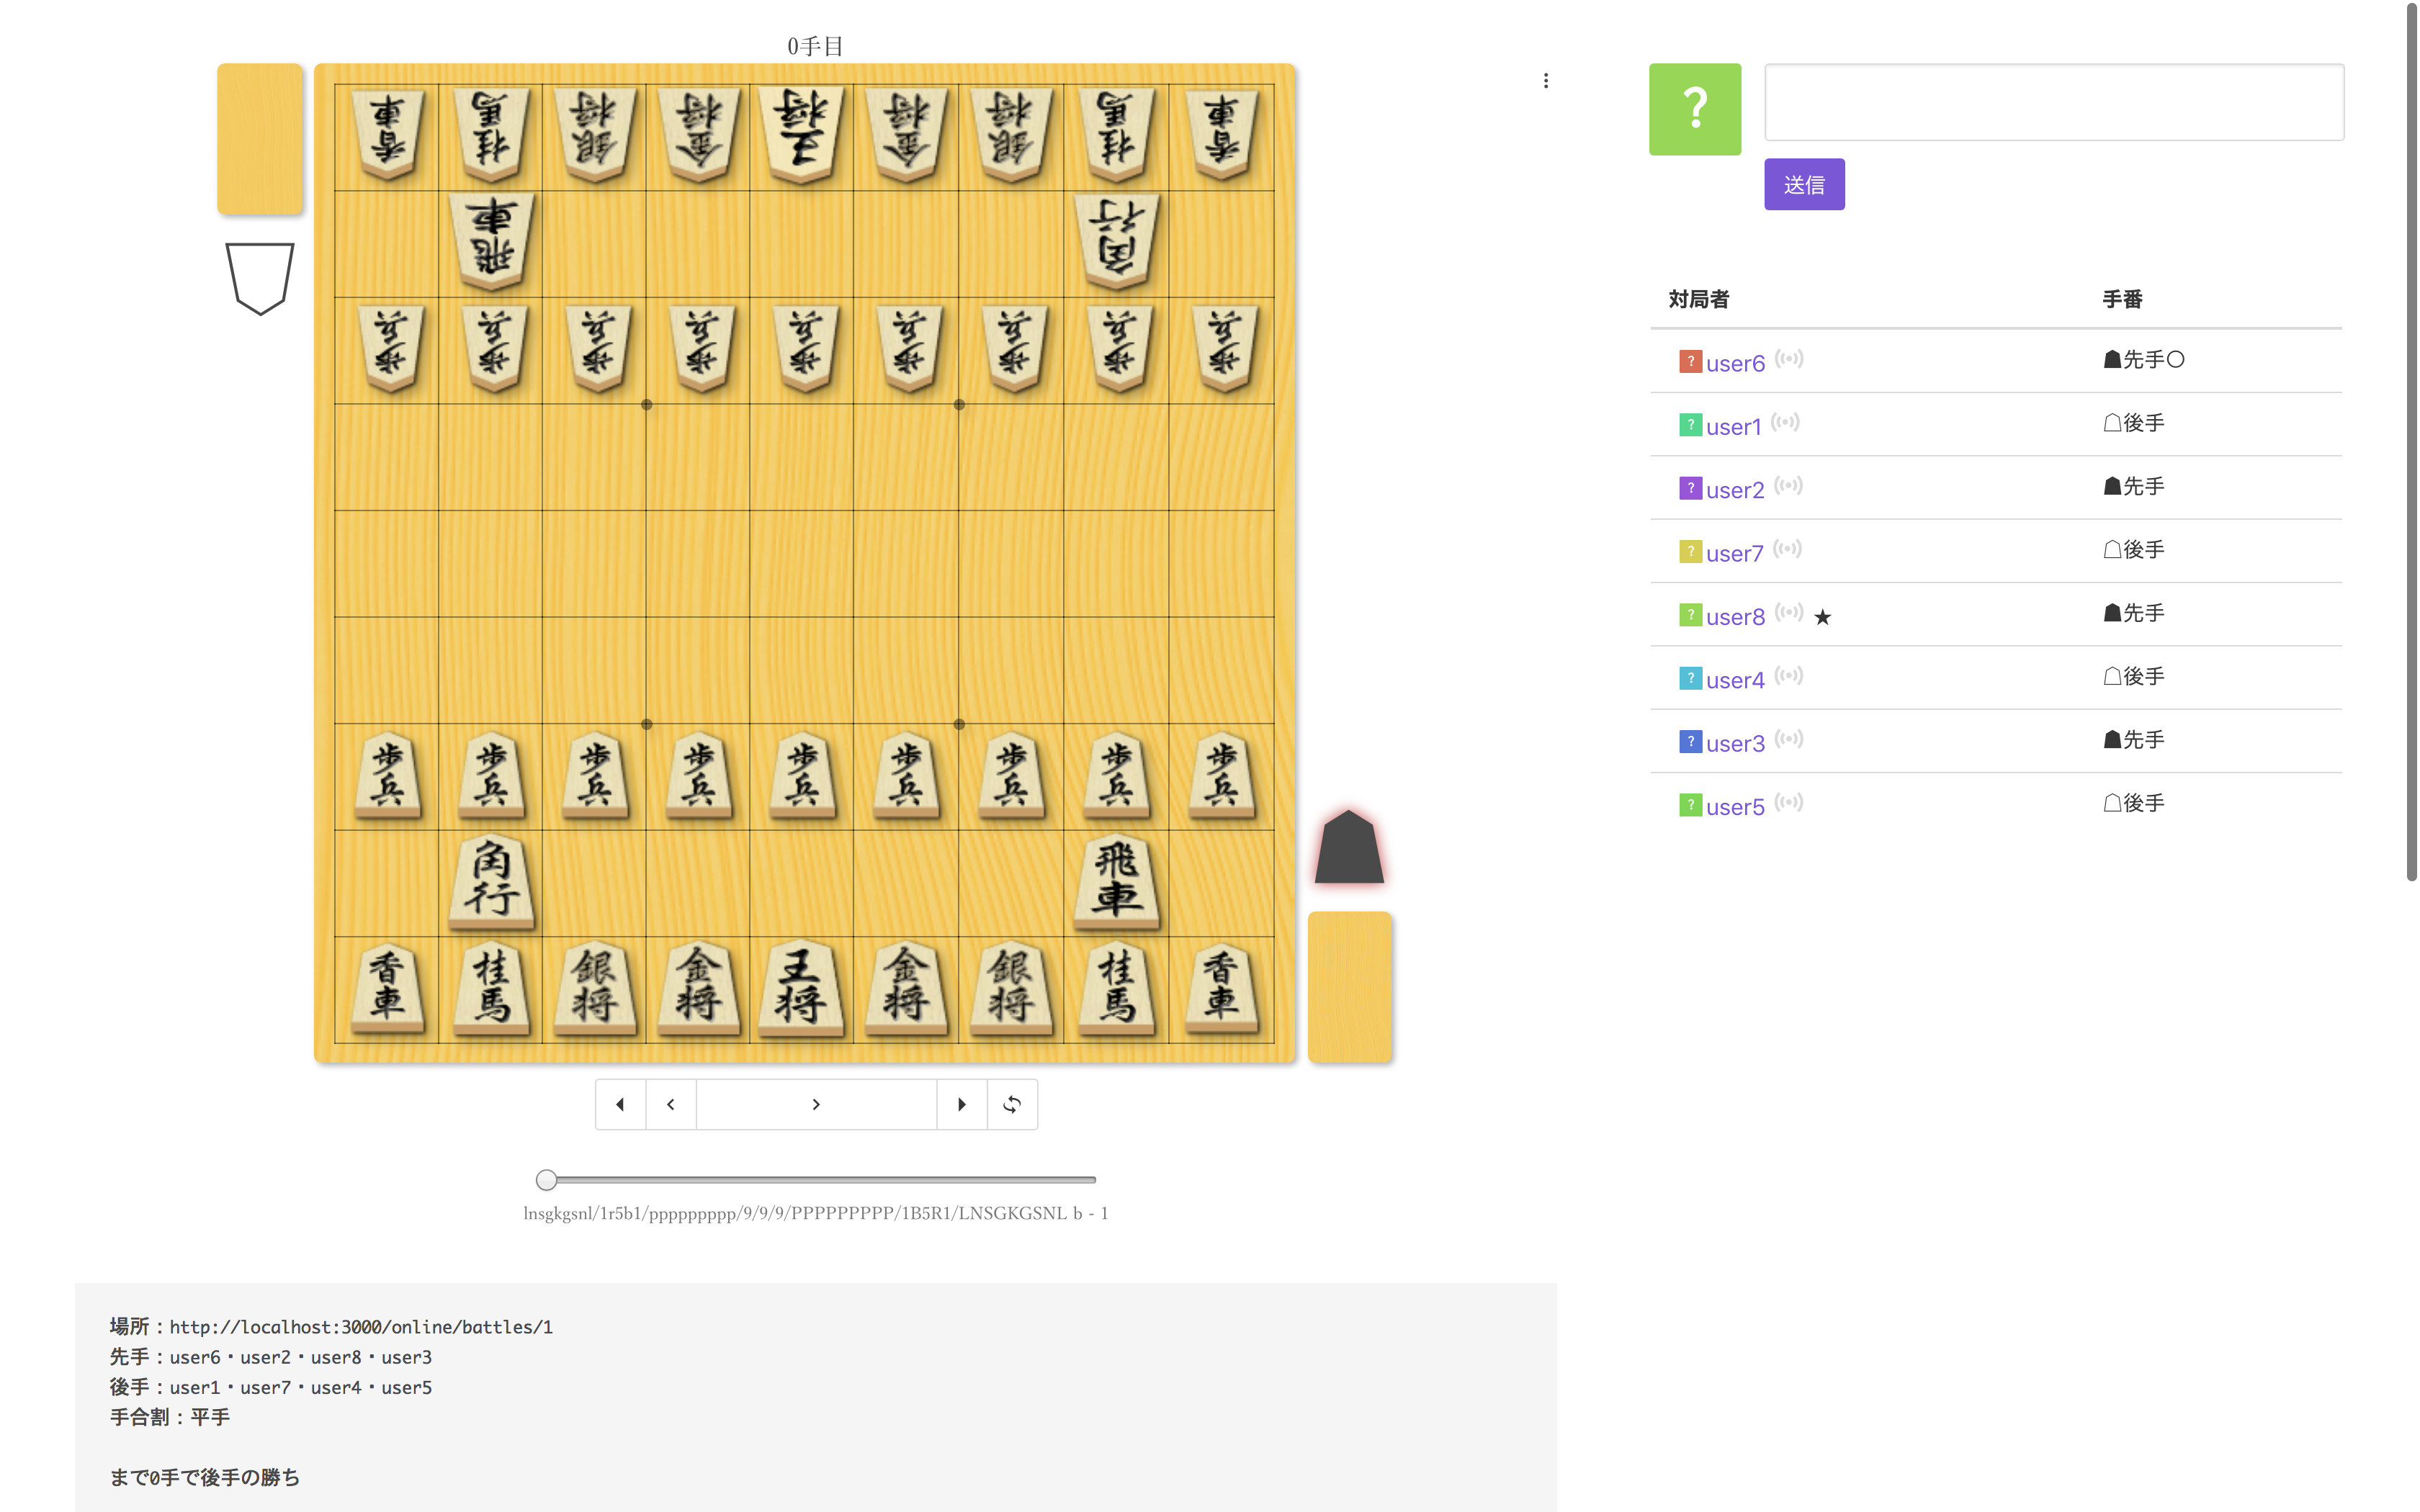 0手目
香車 桂馬 銀将 金将 王将 金将 銀将 桂馬 香車
飛車 角行
歩兵 歩兵 歩兵 歩兵 歩兵 歩兵 歩兵 歩兵 歩兵
歩兵 歩兵 歩兵 歩兵 歩兵 歩兵 歩兵 歩兵 歩兵
角行 飛車
香車 桂馬 銀将 金将 王将 金将 銀将 桂馬 香車
lnsgkgsnl/1r5b1/ppppppppp/9/9/9/PPPPPPPPP/1B5R1/LNSGKGSNL b - 1
場所：http://localhost:3000/online/battles/1
先手：user6・user2・user8・user3
後手：user1・user7・user4・user5
手合割：平手
まで0手で後手の勝ち
?
送信
対局者 手番
? user6 ☗先手○
? user1 ☖後手
? user2 ☗先手
? user7 ☖後手
? user8 ★ ☗先手
? user4 ☖後手
? user3 ☗先手
? user5 ☖後手